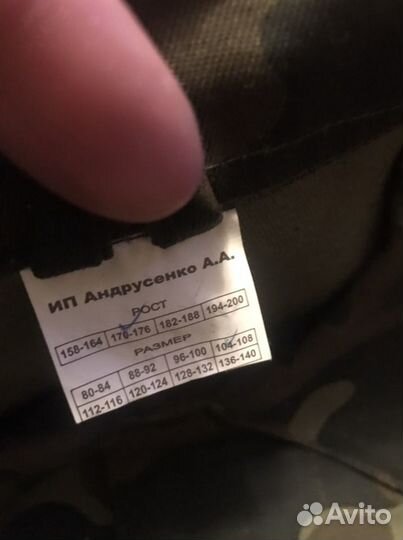 ИП Андрусенко А.А.
РОСТ
158-164 170-176 182-188 194-200
РАЗМЕР
80-84 88-92 96-100 104-108
112-116 120-124 128-132 136-140
Avito